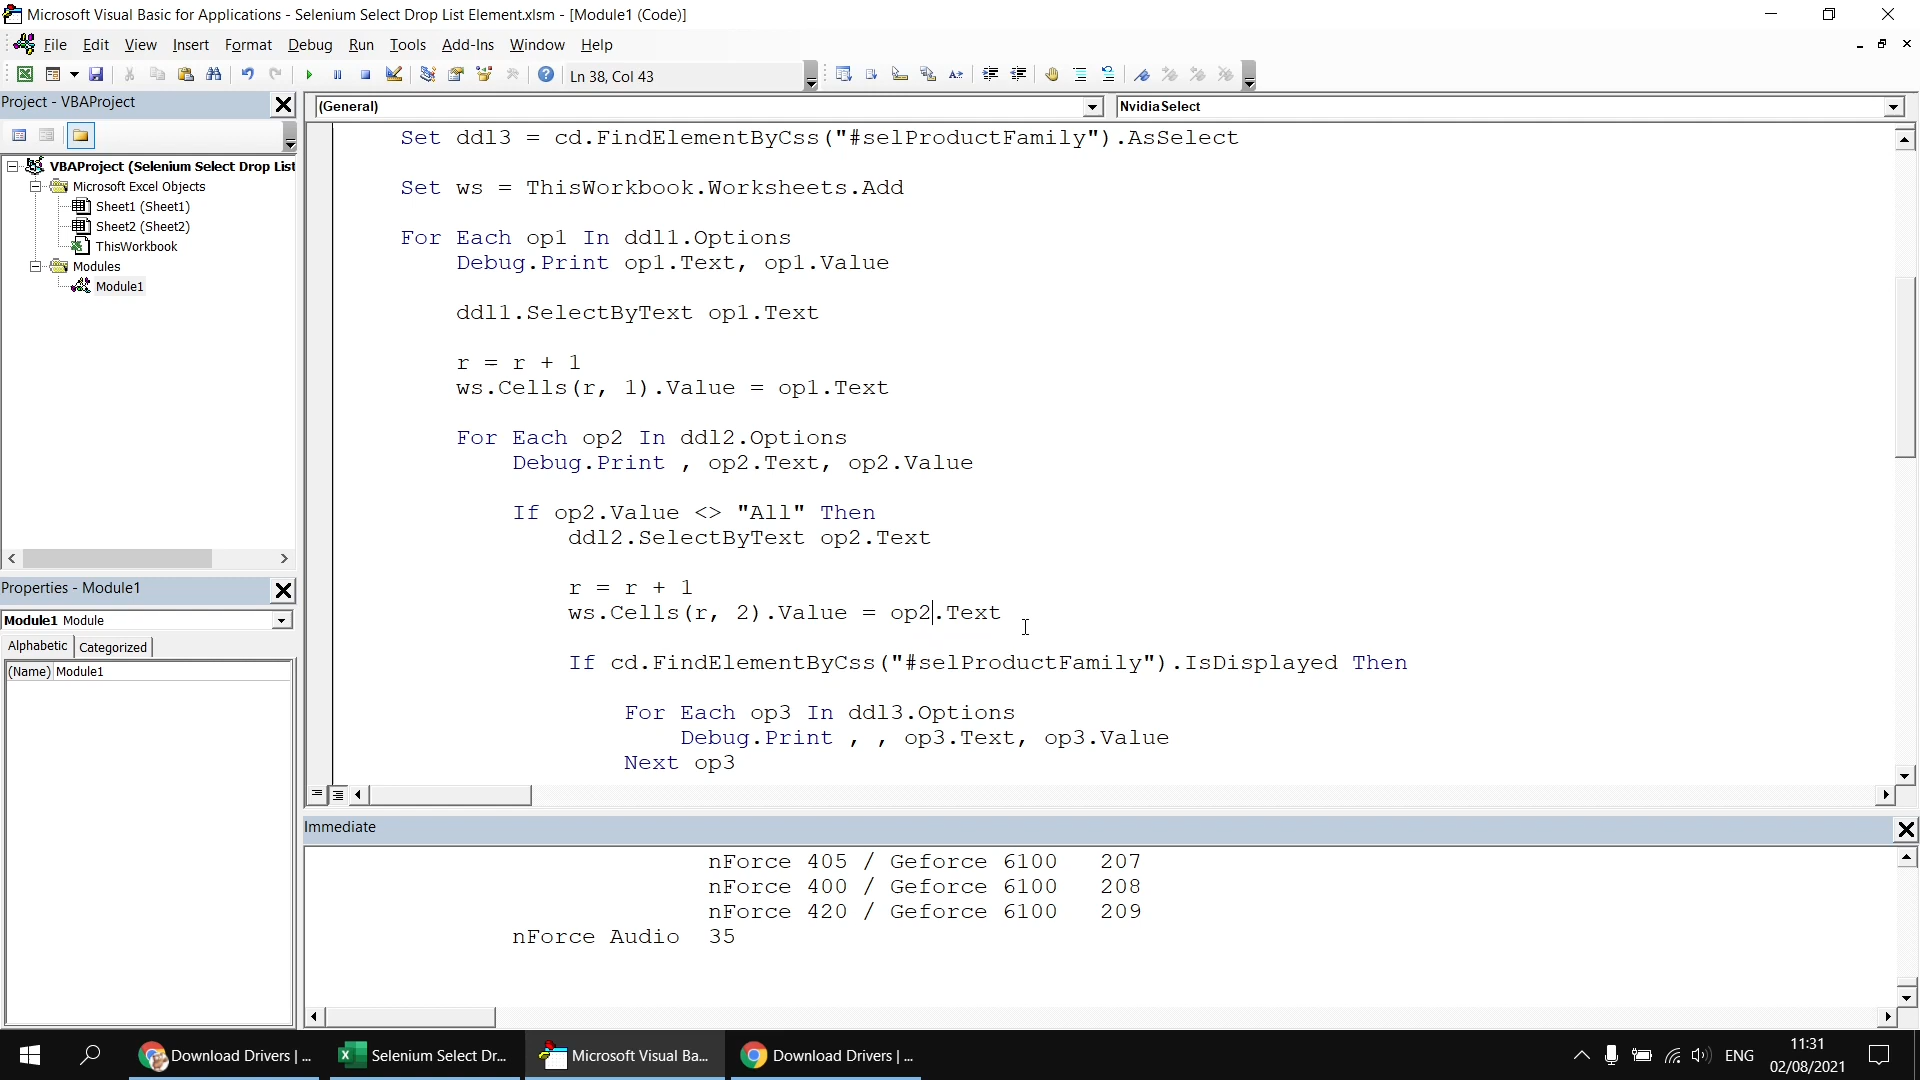 Microsoft Visual Basic for Applications - Selenium Select Drop List Element.xlsm - [Module1 (Code)]
File Edit View Insert Format Debug Run Tools Add-Ins Window Help
Ln 38, Col 43
Project - VBAProject
VBAProject (Selenium Select Drop List
Microsoft Excel Objects
Sheet1 (Sheet1)
Sheet2 (Sheet2)
ThisWorkbook
Modules
Module1
Properties - Module1
Module1 Module
Alphabetic Categorized
(Name) Module1
(General) NvidiaSelect
Set ddl3 = cd.FindElementByCss("#selProductFamily").AsSelect
Set ws = ThisWorkbook.Worksheets.Add
For Each op1 In ddl1.Options
Debug.Print op1.Text, op1.Value
ddl1.SelectByText op1.Text
r = r + 1
ws.Cells(r, 1).Value = op1.Text
For Each op2 In ddl2.Options
Debug.Print , op2.Text, op2.Value
If op2.Value <> "All" Then
ddl2.SelectByText op2.Text
r = r + 1
ws.Cells(r, 2).Value = op2.Text
If cd.FindElementByCss("#selProductFamily").IsDisplayed Then
For Each op3 In ddl3.Options
Debug.Print , , op3.Text, op3.Value
Next op3
Immediate
nForce 405 / Geforce 6100 207
nForce 400 / Geforce 6100 208
nForce 420 / Geforce 6100 209
nForce Audio 35
Download Drivers | ... Selenium Select Dr... Microsoft Visual Ba... Download Drivers | ... ENG 11:31
02/08/2021